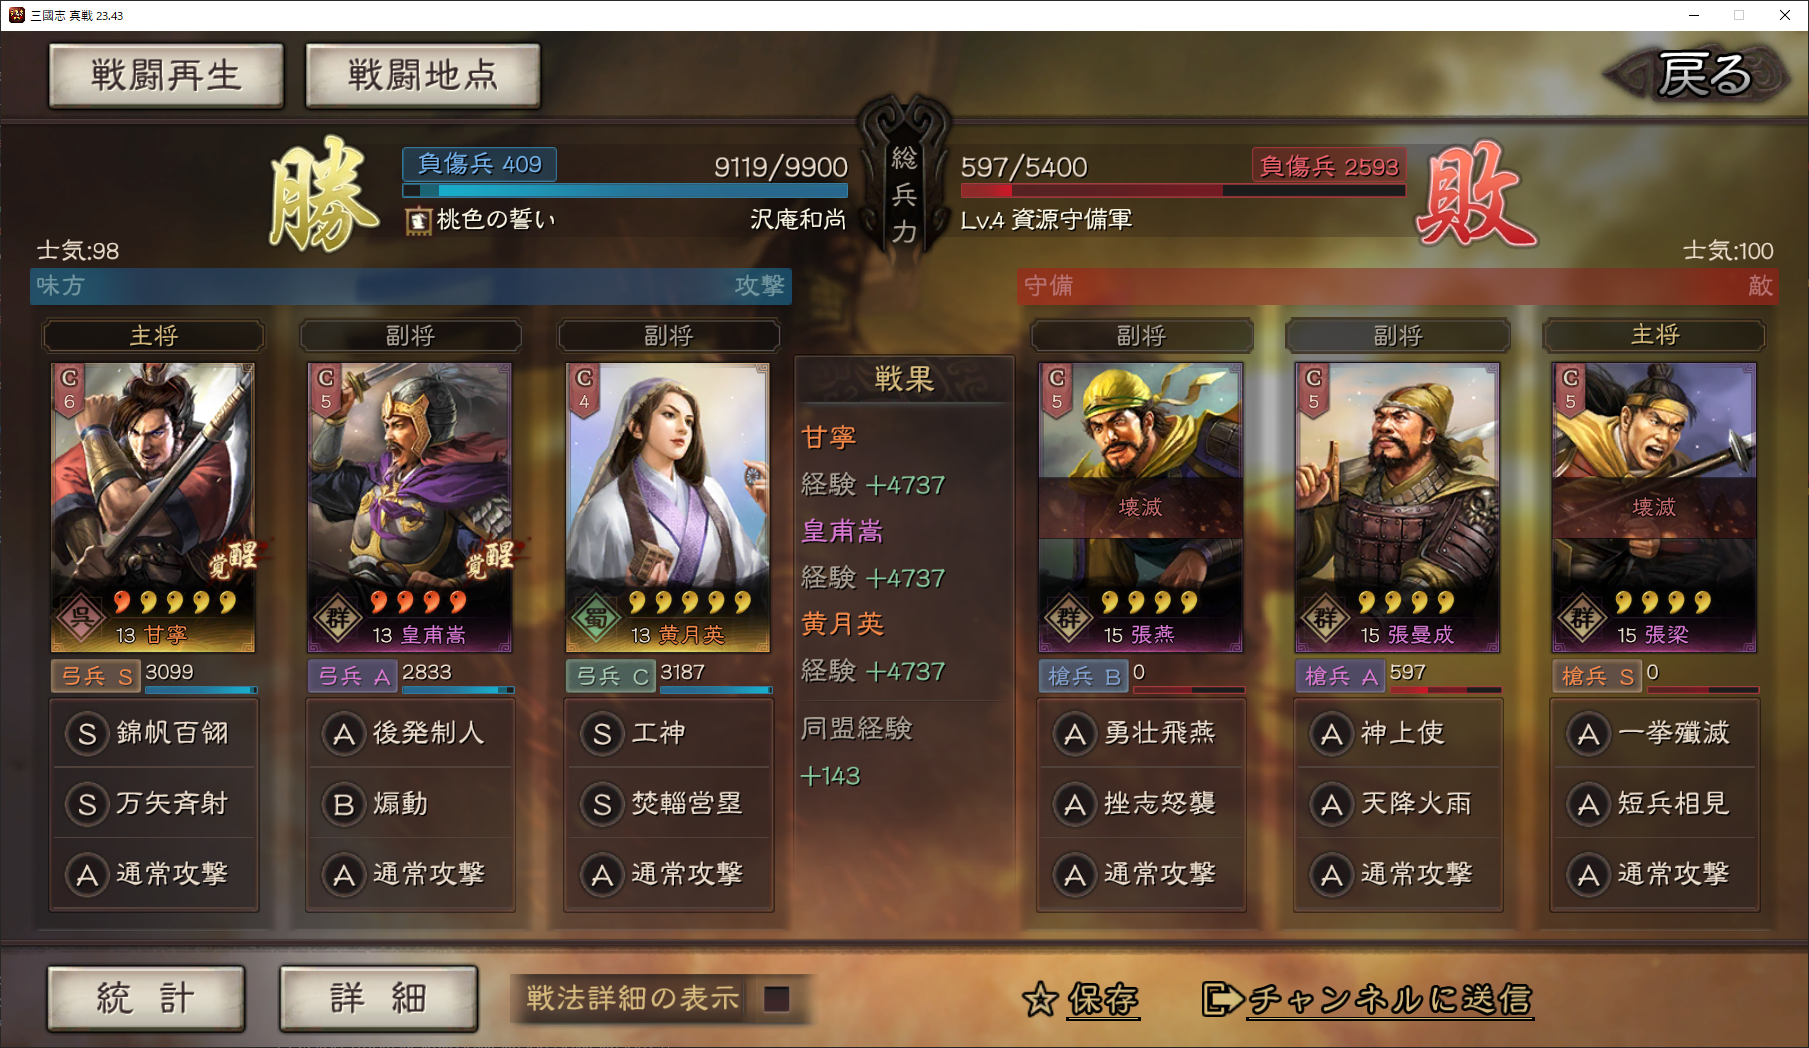 三國志 真戦 23.43
戦闘再生
戦闘地点
戻る
勝
負傷兵 409
9119/9900
桃色の誓い
沢庵和尚
総兵力
597/5400
負傷兵 2593
Lv.4 資源守備軍
敗
士気:98
士気:100
味方
攻撃
守備
敵
主将
副将
副将
副将
副将
主将
C
6
覚醒
呉
13 甘寧
弓兵 S
3099
S 錦帆百翎
S 万矢斉射
A 通常攻撃
C
5
覚醒
群
13 皇甫嵩
弓兵 A
2833
A 後発制人
B 煽動
A 通常攻撃
C
4
蜀
13 黄月英
弓兵 C
3187
S 工神
S 焚輜営塁
A 通常攻撃
戦果
甘寧
経験 +4737
皇甫嵩
経験 +4737
黄月英
経験 +4737
同盟経験
+143
C
5
壊滅
群
15 張燕
槍兵 B
0
A 勇壮飛燕
A 挫志怒襲
A 通常攻撃
C
5
群
15 張曼成
槍兵 A
597
A 神上使
A 天降火雨
A 通常攻撃
C
5
壊滅
群
15 張梁
槍兵 S
0
A 一挙殲滅
A 短兵相見
A 通常攻撃
統計
詳細
戦法詳細の表示
保存
チャンネルに送信